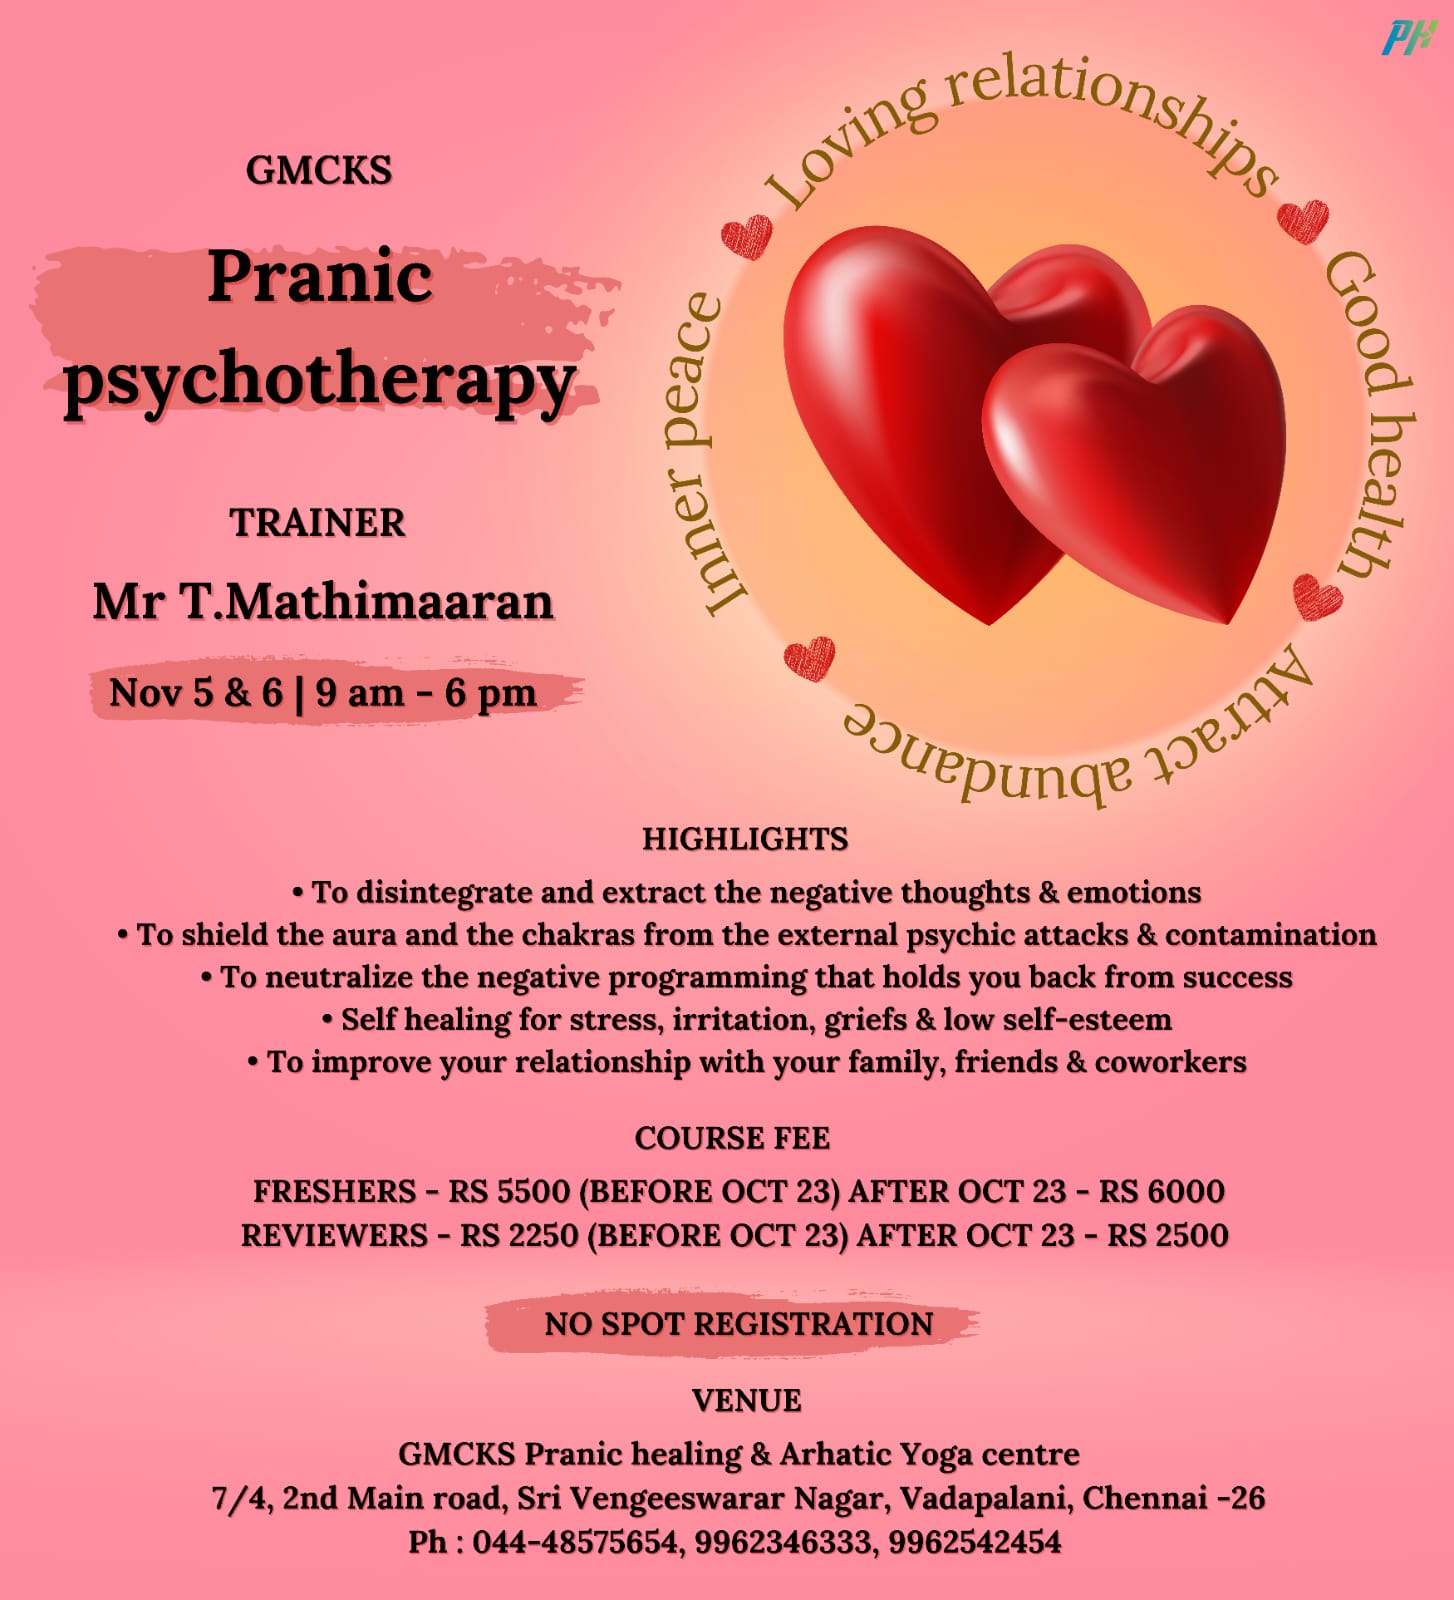 PH
GMCKS
Pranic
psychotherapy
TRAINER
Mr T.Mathimaaran
Nov 5 & 6 | 9 am - 6 pm
Loving relationships
Good health
Attract abundance
Inner peace
HIGHLIGHTS
• To disintegrate and extract the negative thoughts & emotions
• To shield the aura and the chakras from the external psychic attacks & contamination
• To neutralize the negative programming that holds you back from success
• Self healing for stress, irritation, griefs & low self-esteem
• To improve your relationship with your family, friends & coworkers
COURSE FEE
FRESHERS - RS 5500 (BEFORE OCT 23) AFTER OCT 23 - RS 6000
REVIEWERS - RS 2250 (BEFORE OCT 23) AFTER OCT 23 - RS 2500
NO SPOT REGISTRATION
VENUE
GMCKS Pranic healing & Arhatic Yoga centre
7/4, 2nd Main road, Sri Vengeeswarar Nagar, Vadapalani, Chennai -26
Ph : 044-48575654, 9962346333, 9962542454